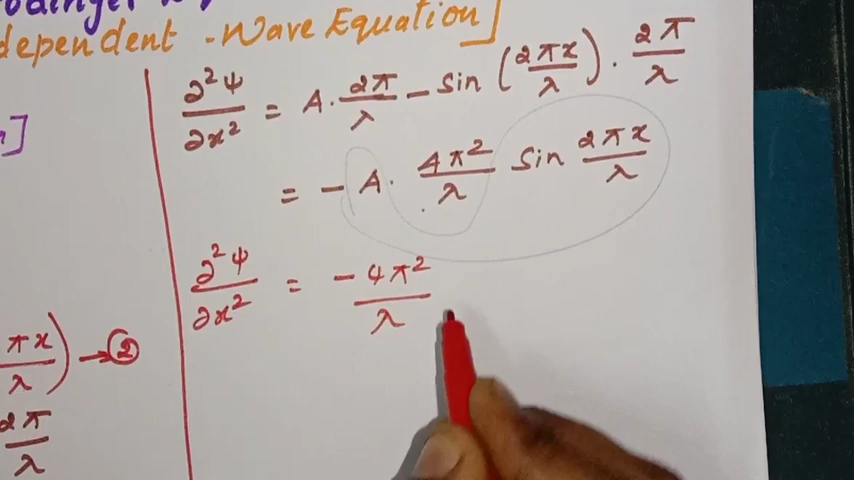 dependent - Wave Equation]
∂²ψ/∂x² = A · 2π/λ - Sin (2πx/λ) · 2π/λ
= - A · 4π²/λ Sin 2πx/λ
∂²ψ/∂x² = - 4π²/λ
πx/λ) → ②
2π/λ